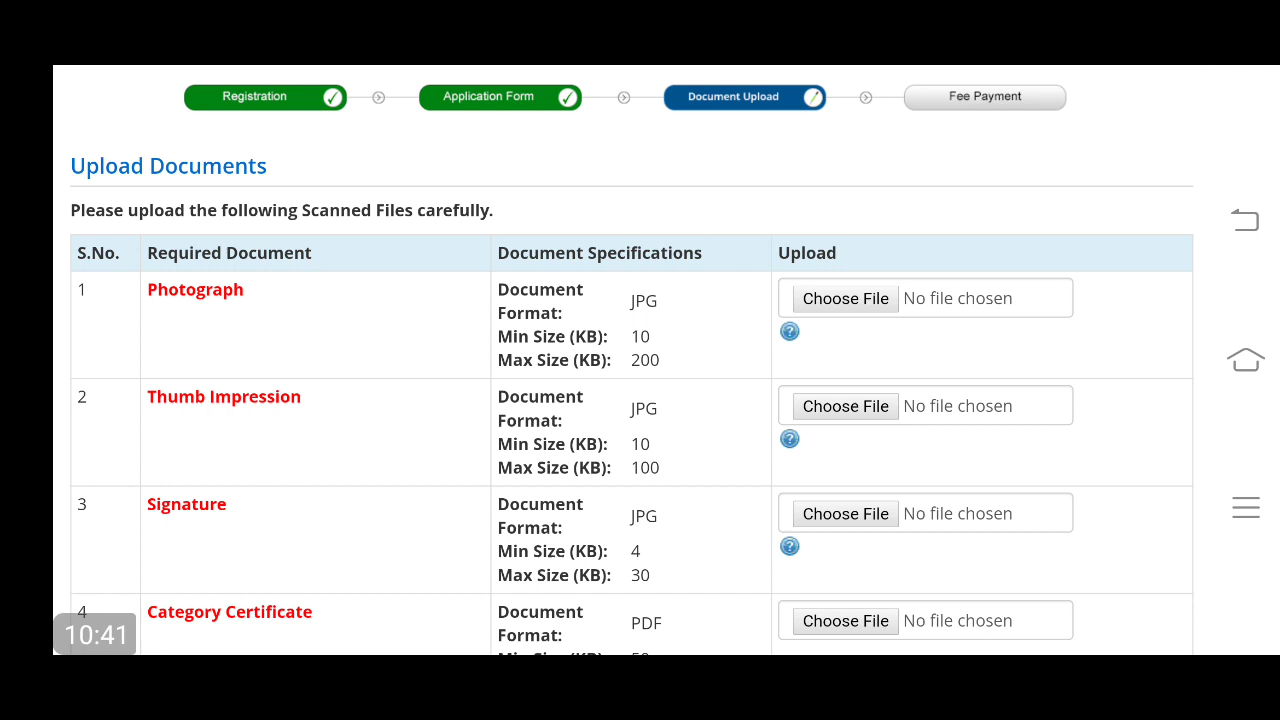 Registration Application Form Document Upload Fee Payment
Upload Documents
Please upload the following Scanned Files carefully.
S.No. Required Document Document Specifications Upload
1 Photograph Document Format: JPG Choose File No file chosen
Min Size (KB): 10
Max Size (KB): 200
2 Thumb Impression Document Format: JPG Choose File No file chosen
Min Size (KB): 10
Max Size (KB): 100
3 Signature Document Format: JPG Choose File No file chosen
Min Size (KB): 4
Max Size (KB): 30
4 Category Certificate Document Format: PDF Choose File No file chosen
10:41